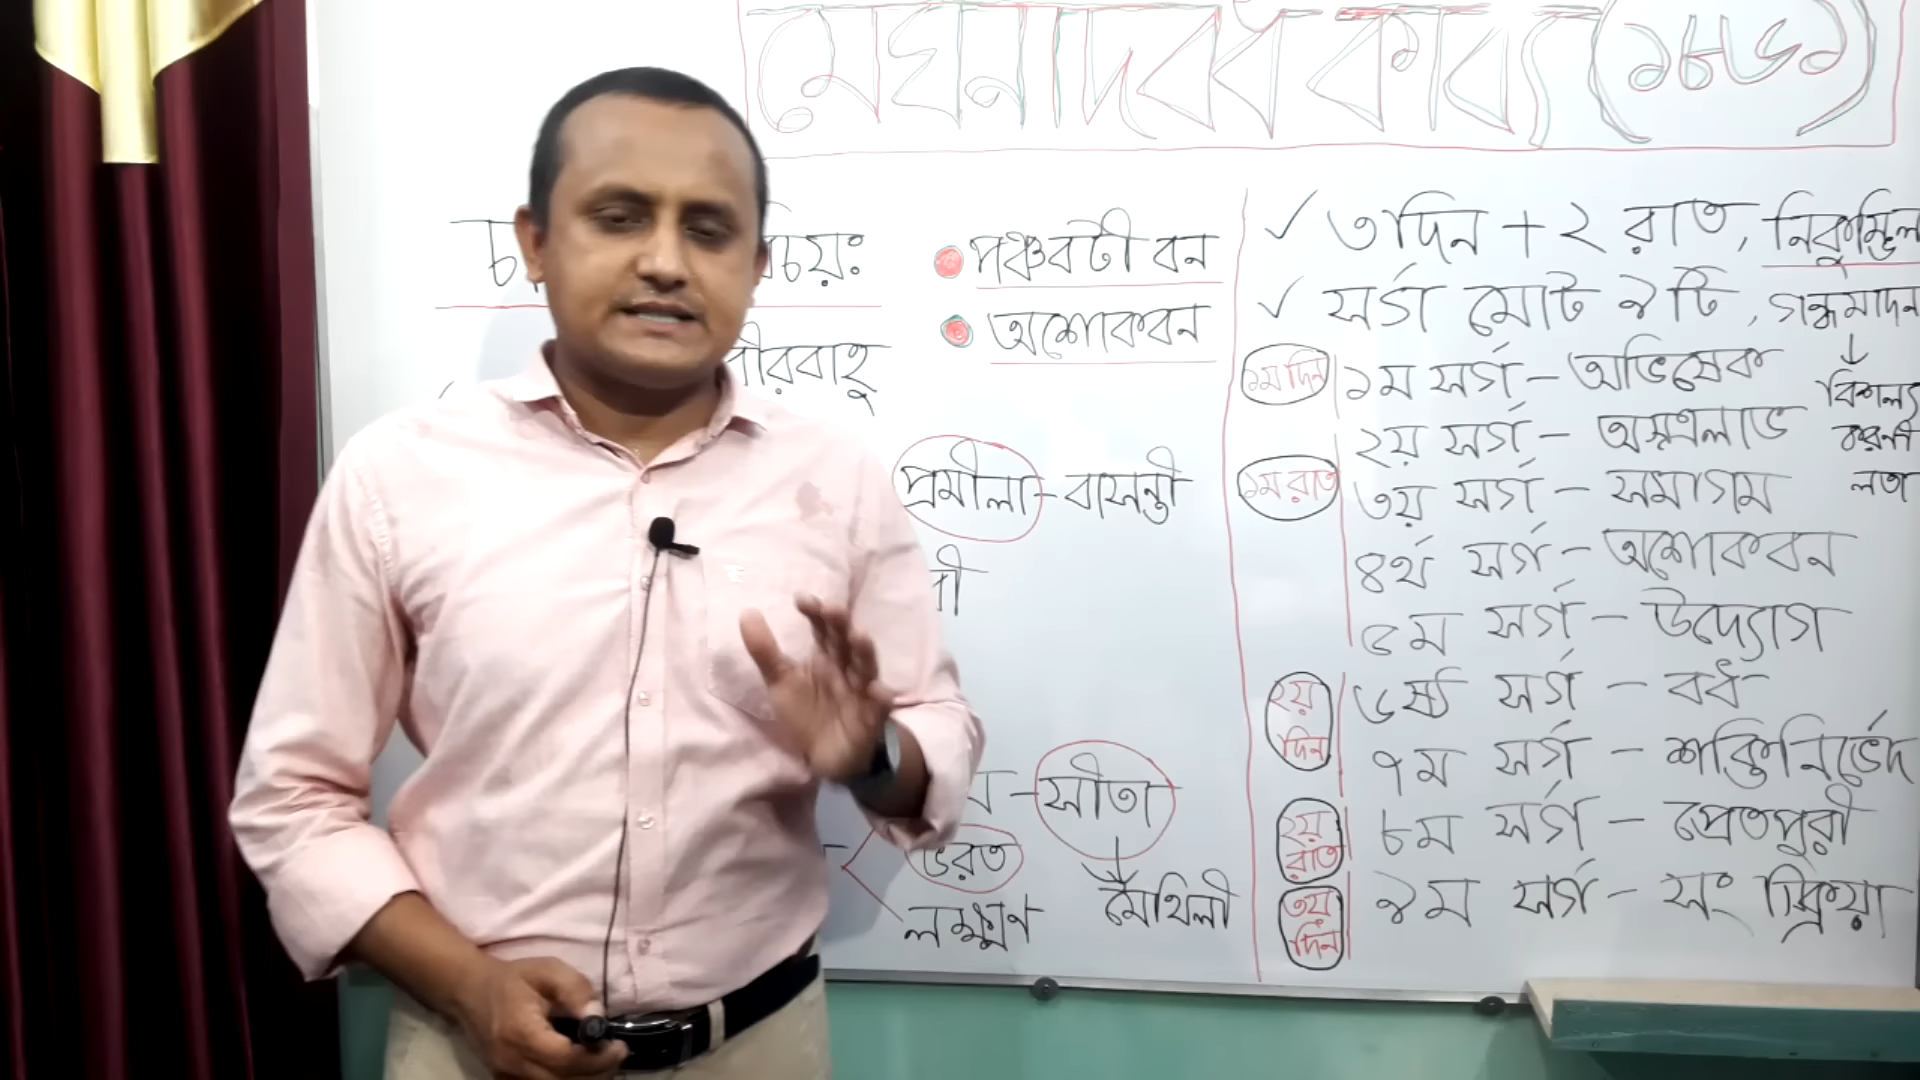 মেঘনাদবধ কাব্য (১৮৬১)
চয়ঃ
বীরবাহু
পঞ্চবটী বন
অশোকবন
প্রমীলা - বাসন্তী
সীতা
ভরত
লক্ষ্মণ
মৈথিলী
✓ ৩দিন + ২ রাত, নিকুম্ভিল
✓ সর্গ মোট ৯টি, গন্ধমাদন
↓
বিশল্য
করণী
লতা
১ম দিন
১ম সর্গ - অভিষেক
২য় সর্গ - অস্ত্রলাভ
১ম রাত
৩য় সর্গ - সমাগম
৪র্থ সর্গ - অশোকবন
৫ম সর্গ - উদ্যোগ
২য় দিন
৬ষ্ঠ সর্গ - বধ
৭ম সর্গ - শক্তিনির্ভেদ
২য় রাত
৮ম সর্গ - প্রেতপুরী
৩য় দিন
৯ম সর্গ - সংস্ক্রিয়া